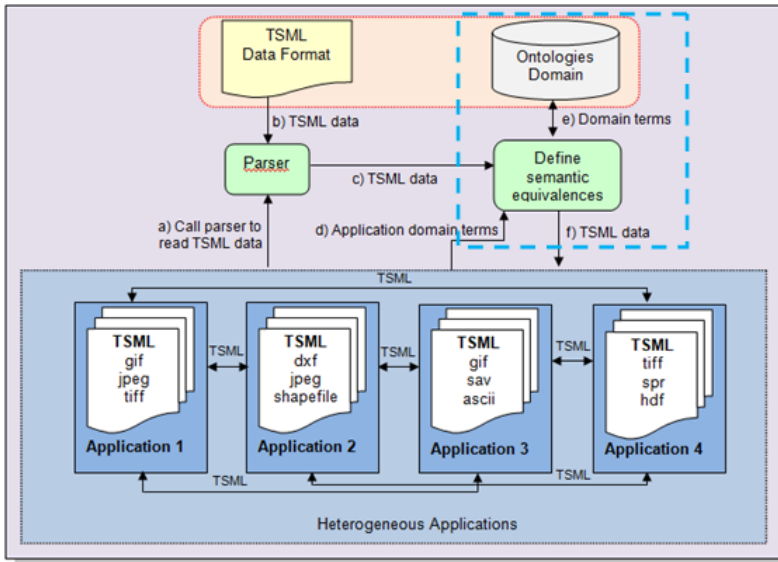 TSML
Data Format
Ontologies
Domain
b) TSML data
e) Domain terms
Parser
Define
semantic
equivalences
c) TSML data
a) Call parser to
read TSML data
d) Application domain terms
f) TSML data
TSML
TSML
gif
jpeg
tiff
Application 1
TSML
TSML
dxf
jpeg
shapefile
Application 2
TSML
TSML
gif
sav
ascii
Application 3
TSML
TSML
tiff
spr
hdf
Application 4
TSML
TSML
Heterogeneous Applications